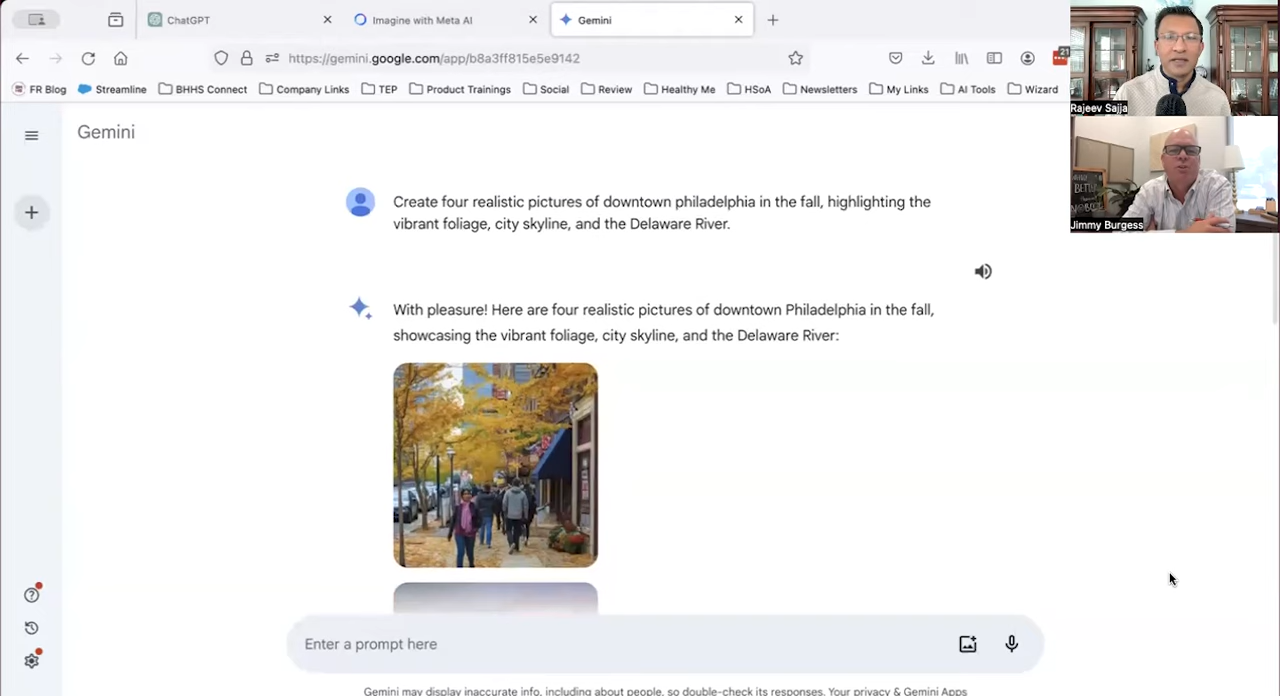 ChatGPT
Imagine with Meta AI
Gemini
https://gemini.google.com/app/b8a3ff815e5e9142
21
FR Blog
Streamline
BHHS Connect
Company Links
TEP
Product Trainings
Social
Review
Healthy Me
HSoA
Newsletters
My Links
AI Tools
Wizard
Rajeev Sajja
BETTER
Jimmy Burgess
Gemini
Create four realistic pictures of downtown philadelphia in the fall, highlighting the
vibrant foliage, city skyline, and the Delaware River.
With pleasure! Here are four realistic pictures of downtown Philadelphia in the fall,
showcasing the vibrant foliage, city skyline, and the Delaware River:
Enter a prompt here
Gemini may display inaccurate info, including about people, so double-check its responses. Your privacy & Gemini Apps